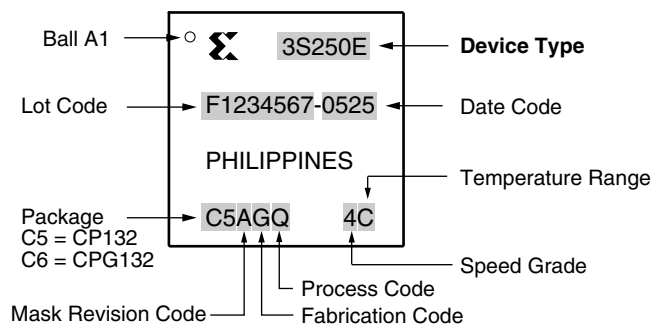 Ball A1
3S250E
Device Type
Lot Code
F1234567-0525
Date Code
PHILIPPINES
Temperature Range
Package
C5 = CP132
C6 = CPG132
C5AGQ
4C
Speed Grade
Process Code
Mask Revision Code
Fabrication Code